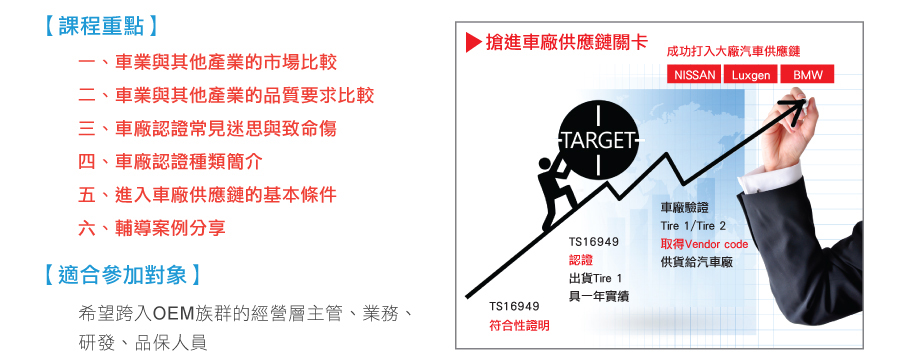 【課程重點】
一、車業與其他產業的市場比較
二、車業與其他產業的品質要求比較
三、車廠認證常見迷思與致命傷
四、車廠認證種類簡介
五、進入車廠供應鏈的基本條件
六、輔導案例分享
【適合參加對象】
希望跨入OEM族群的經營層主管、業務、
研發、品保人員
搶進車廠供應鏈關卡
成功打入大廠汽車供應鏈
NISSAN Luxgen BMW
TARGET
車廠驗證
Tire 1/Tire 2
取得Vendor code
供貨給汽車廠
TS16949
認證
出貨Tire 1
具一年實績
TS16949
符合性證明